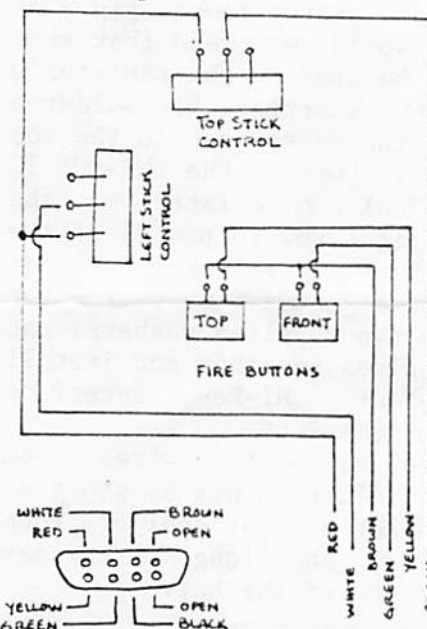 TOP STICK
CONTROL
LEFT STICK
CONTROL
TOP
FRONT
FIRE BUTTONS
WHITE
BROWN
RED
OPEN
YELLOW
OPEN
GREEN
BLACK
RED
WHITE
BROWN
GREEN
YELLOW